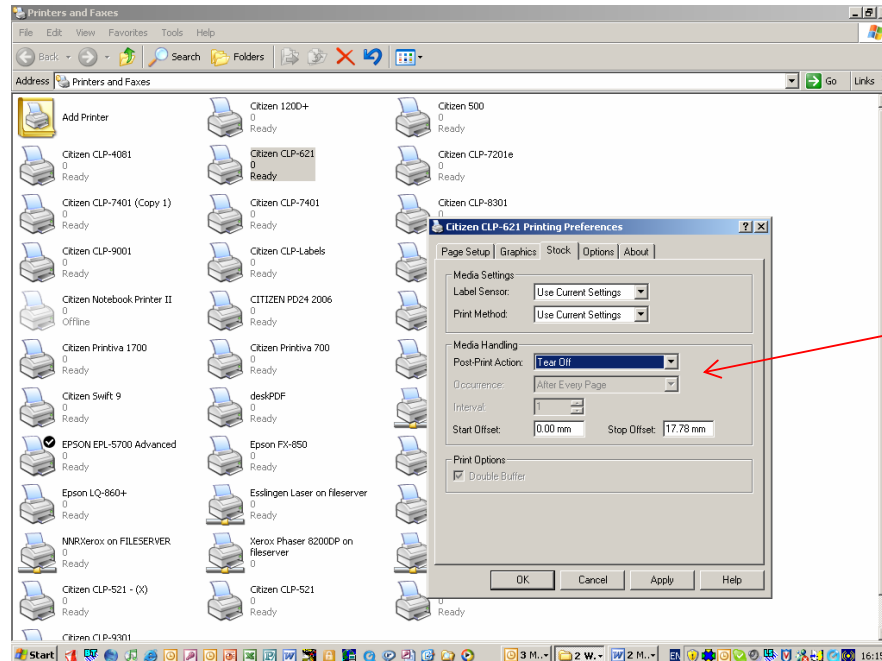 Printers and Faxes
File Edit View Favorites Tools Help
Back Search Folders
Address Printers and Faxes Go Links
Add Printer
Citizen 120D+
0
Ready
Citizen 500
0
Ready
Citizen CLP-4081
0
Ready
Citizen CLP-621
0
Ready
Citizen CLP-7201e
0
Ready
Citizen CLP-7401 (Copy 1)
0
Ready
Citizen CLP-7401
0
Ready
Citizen CLP-8301
0
Citizen CLP-9001
0
Ready
Citizen CLP-Labels
0
Ready
Citizen Notebook Printer II
0
Offline
CITIZEN PD24 2006
0
Ready
Citizen Printiva 1700
0
Ready
Citizen Printiva 700
0
Ready
Citizen Swift 9
0
Ready
deskPDF
0
Ready
EPSON EPL-5700 Advanced
0
Ready
Epson FX-850
0
Ready
Epson LQ-860+
0
Ready
Esslingen Laser on fileserver
0
Ready
NNRXerox on FILESERVER
0
Ready
Xerox Phaser 8200DP on
fileserver
0
Citizen CLP-521 - (X)
0
Ready
Citizen CLP-521
0
Ready
0
Ready
Citizen CLP-9301
Citizen CLP-621 Printing Preferences
Page Setup Graphics Stock Options About
Media Settings
Label Sensor: Use Current Settings
Print Method: Use Current Settings
Media Handling
Post-Print Action: Tear Off
Occurrence: After Every Page
Interval: 1
Start Offset: 0.00 mm Stop Offset: 17.78 mm
Print Options
Double Buffer
OK Cancel Apply Help
Start 3 M.. 2 W.. 2 M.. EN 16:15